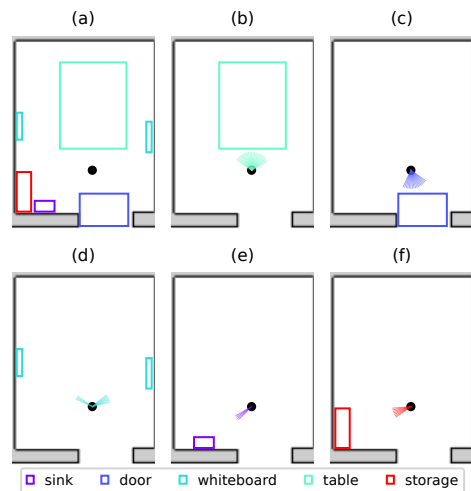 (a) (b) (c)
(d) (e) (f)
sink door whiteboard table storage